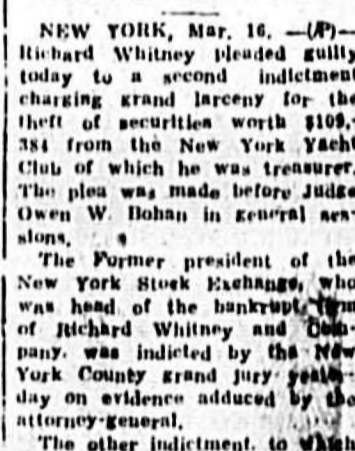 NEW YORK, Mar. 16. —(AP)—
Richard Whitney pleaded guilty
today to a second indictment
charging grand larceny for the
theft of securities worth $109,-
384 from the New York Yacht
Club of which he was treasurer.
The plea was made before Judge
Owen W. Bohan in general ses-
sions.
The Former president of the
New York Stock Exchange, who
was head of the bankrupt firm
of Richard Whitney and Com-
pany, was indicted by the New
York County grand jury yester-
day on evidence adduced by the
attorney-general.
The other indictment, to which